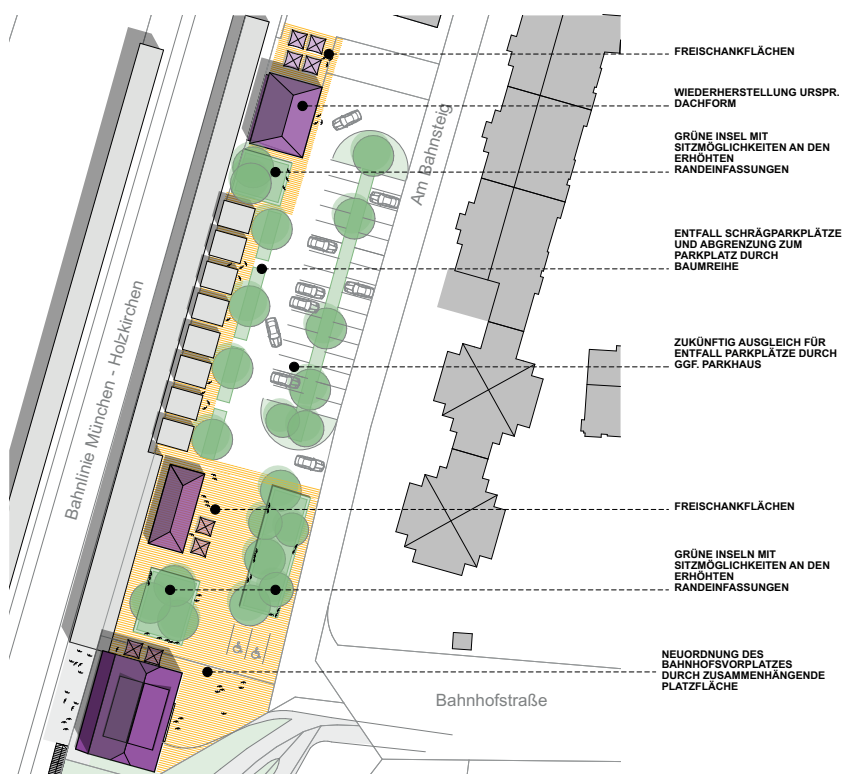 FREISCHANKFLÄCHEN
WIEDERHERSTELLUNG URSPR.
DACHFORM
GRÜNE INSEL MIT
SITZMÖGLICHKEITEN AN DEN
ERHÖHTEN
RANDEINFASSUNGEN
Am Bahnsteig
ENTFALL SCHRÄGPARKPLÄTZE
UND ABGRENZUNG ZUM
PARKPLATZ DURCH
BAUMREIHE
Bahnlinie München - Holzkirchen
ZUKÜNFTIG AUSGLEICH FÜR
ENTFALL PARKPLÄTZE DURCH
GGF. PARKHAUS
FREISCHANKFLÄCHEN
GRÜNE INSELN MIT
SITZMÖGLICHKEITEN AN DEN
ERHÖHTEN
RANDEINFASSUNGEN
NEUORDNUNG DES
BAHNHOFSVORPLATZES
DURCH ZUSAMMENHÄNGENDE
PLATZFLÄCHE
Bahnhofstraße